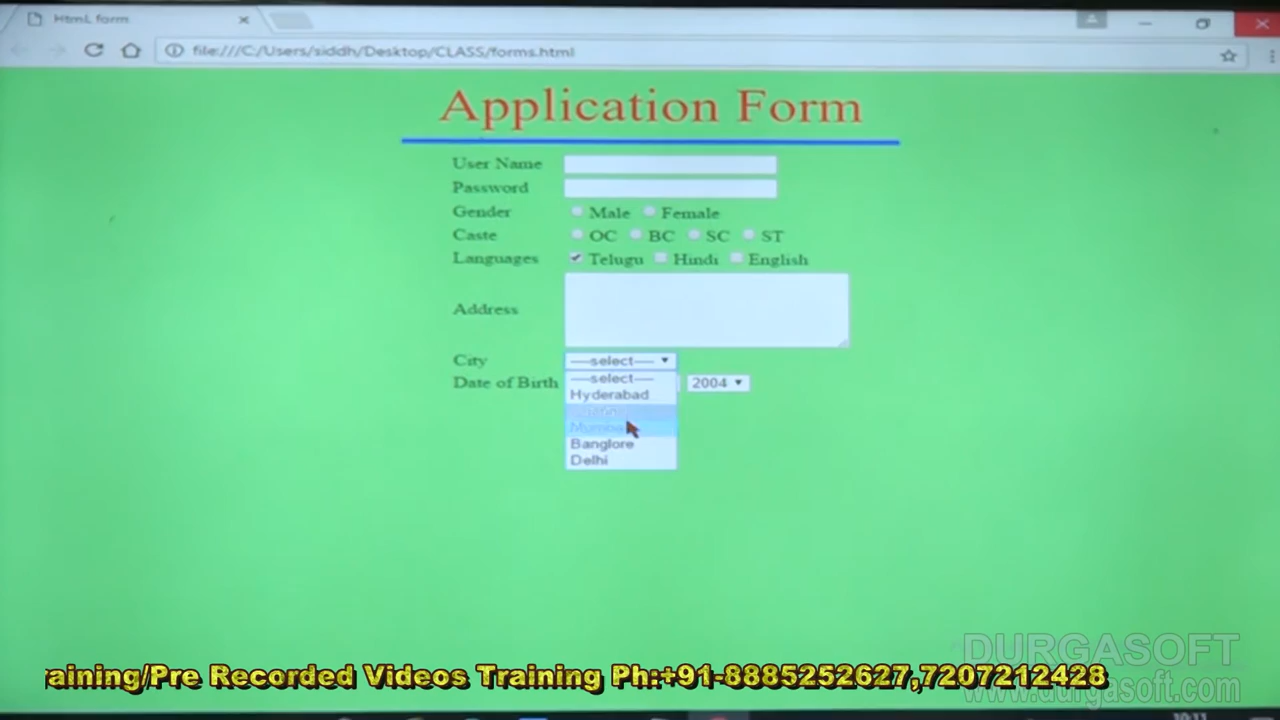 Html form
file:///C:/Users/siddh/Desktop/CLASS/forms.html
Application Form
User Name
Password
Gender Male Female
Caste OC BC SC ST
Languages Telugu Hindi English
Address
City ----select----
----select----
Hyderabad
Banglore
Delhi
Date of Birth 2004
DURGASOFT
www.durgasoft.com
aining/Pre Recorded Videos Training Ph:+91-8885252627,7207212428